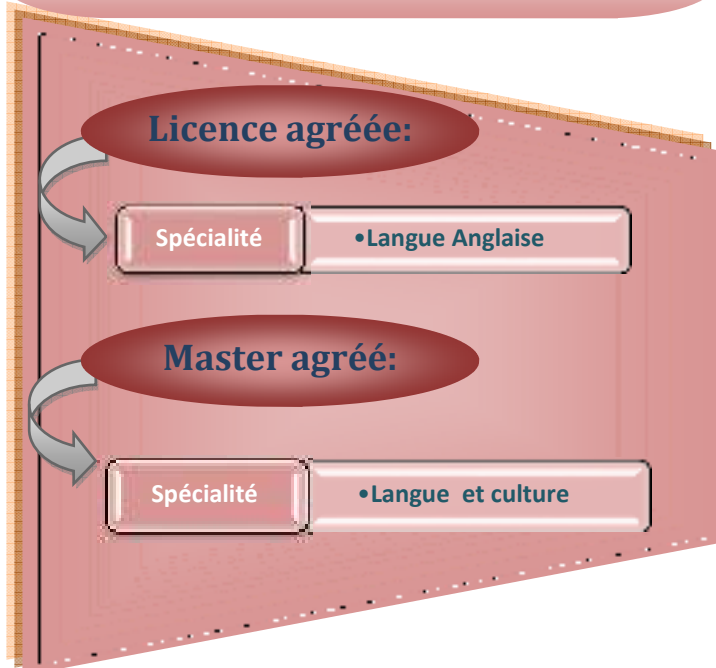 Licence agréée:
Spécialité •Langue Anglaise
Master agréé:
Spécialité •Langue et culture